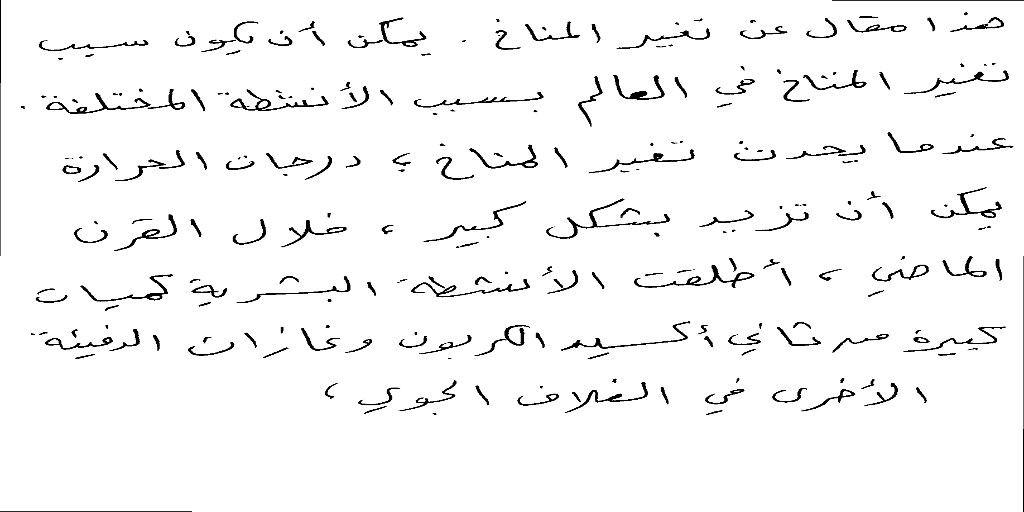 هذا مقال عن تغير المناخ . يمكن أن يكون سبب
تغير المناخ في العالم بسبب الأنشطة المختلفة .
عندما يحدث تغير المناخ ، درجات الحرارة
يمكن أن تزيد بشكل كبير ، خلال القرن
الماضي ، أطلقت الأنشطة البشرية كميات
كبيرة من ثاني أكسيد الكربون وغازات الدفيئة
الأخرى في الغلاف الجوي ،